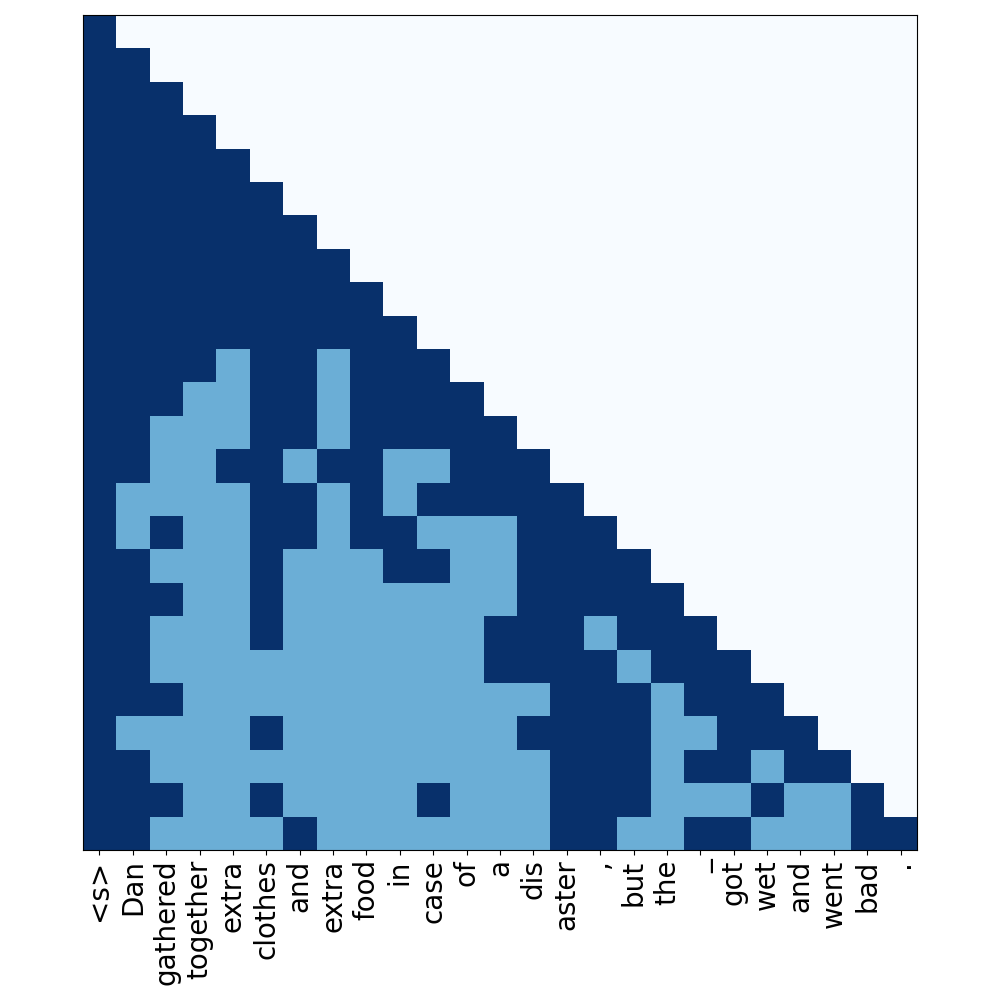 <s>
Dan
gathered
together
extra
clothes
and
extra
food
in
case
of
a
dis
aster
,
but
the
_
got
wet
and
went
bad
.